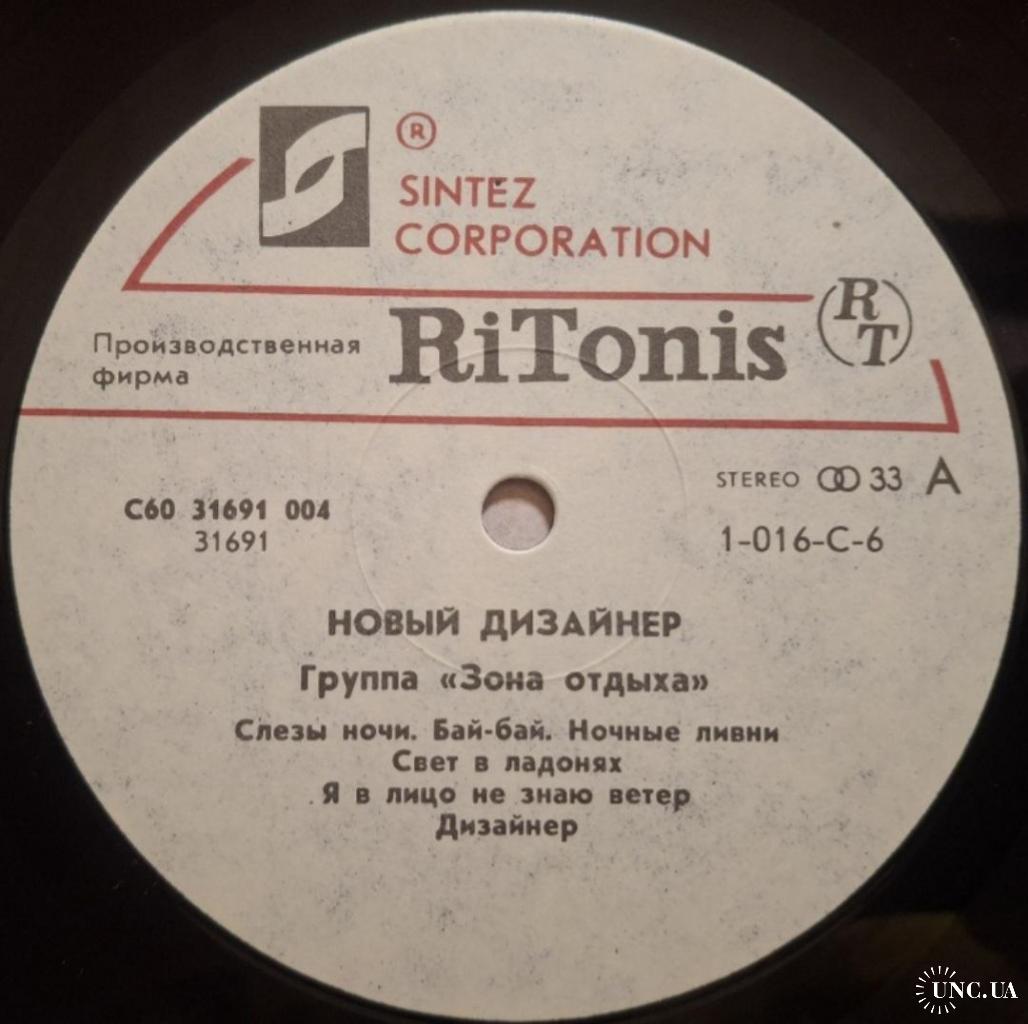 ®
SINTEZ
CORPORATION
Производственная
фирма
RiTonis
RT
STEREO 33 A
С60 31691 004
31691
1-016-С-6
НОВЫЙ ДИЗАЙНЕР
Группа «Зона отдыха»
Слезы ночи. Бай-бай. Ночные ливни
Свет в ладонях
Я в лицо не знаю ветер
Дизайнер
UNC.UA